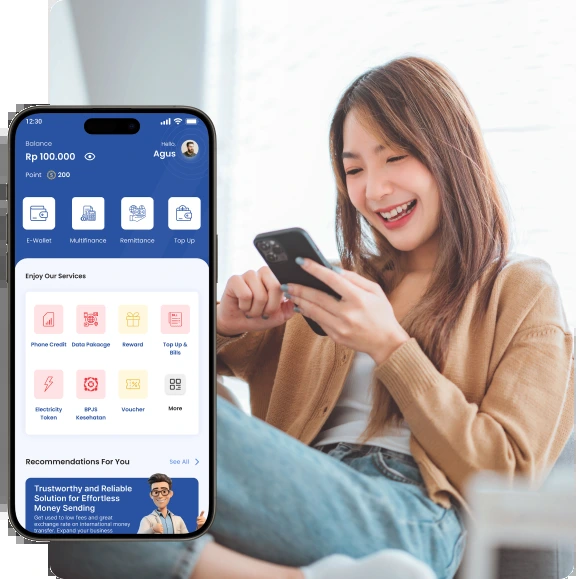 12:30
Balance
Hello,
Rp 100.000
Agus
Point $ 200
E-Wallet Multifinance Remittance Top Up
Enjoy Our Services
Phone Credit Data Pakacge Reward Top Up &
Bills
Electricity BPJS Voucher More
Token Kesehatan
Recommendations For You See All
Trustworthy and Reliable
Solution for Effortless
Money Sending
Get used to low fees and great
exchange rate on international money
transfer. Expand your business